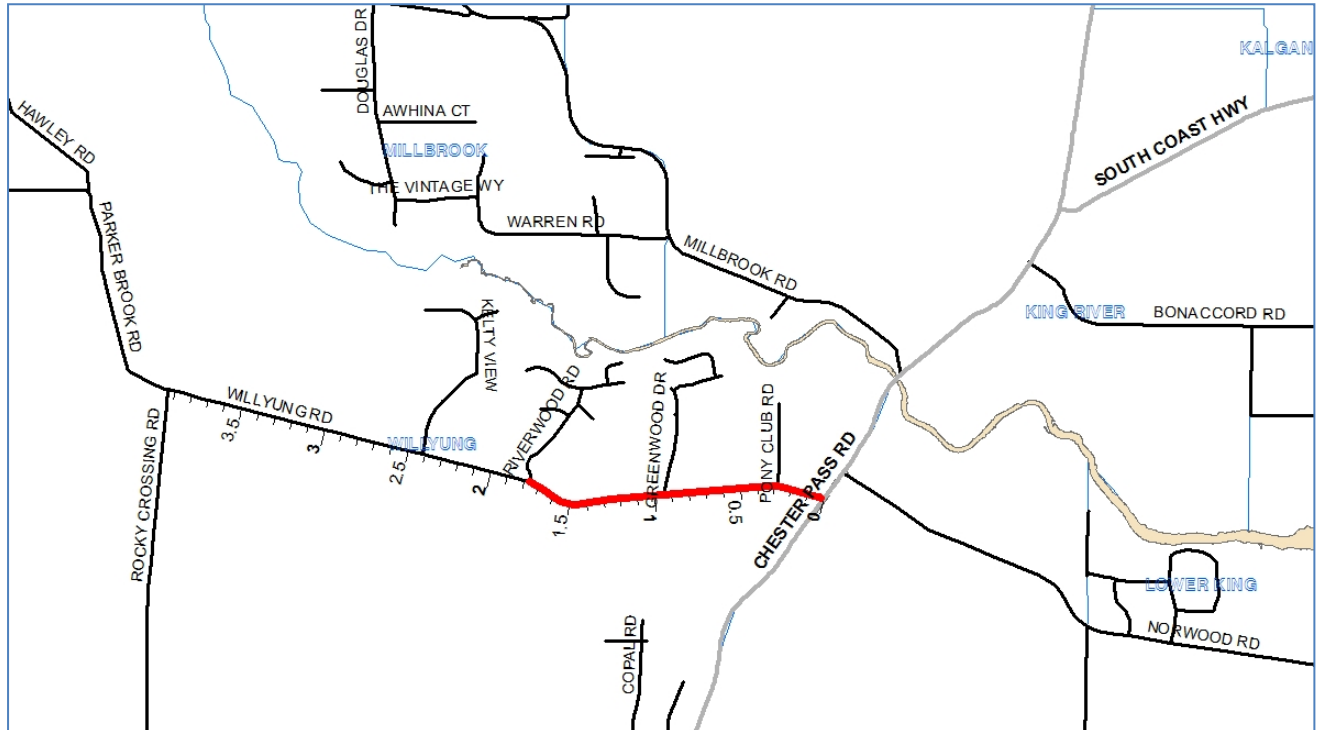 DOUGLAS DR
KALGAN
HAWLEY RD
AWHINA CT
SOUTH COAST HWY
MILLBROOK
THE VINTAGE WY
PARKER BROOK RD
WARREN RD
MILLBROOK RD
KING RIVER
BONACCORD RD
KELTY VIEW
WILLYUNG RD
RIVERWOOD RD
GREENWOOD DR
PONY CLUB RD
ROCKY CROSSING RD
3.5
3
WILLYUNG
2.5
2
1.5
1
0.5
0
CHESTER PASS RD
LOWER KING
NORWOOD RD
COPAL RD